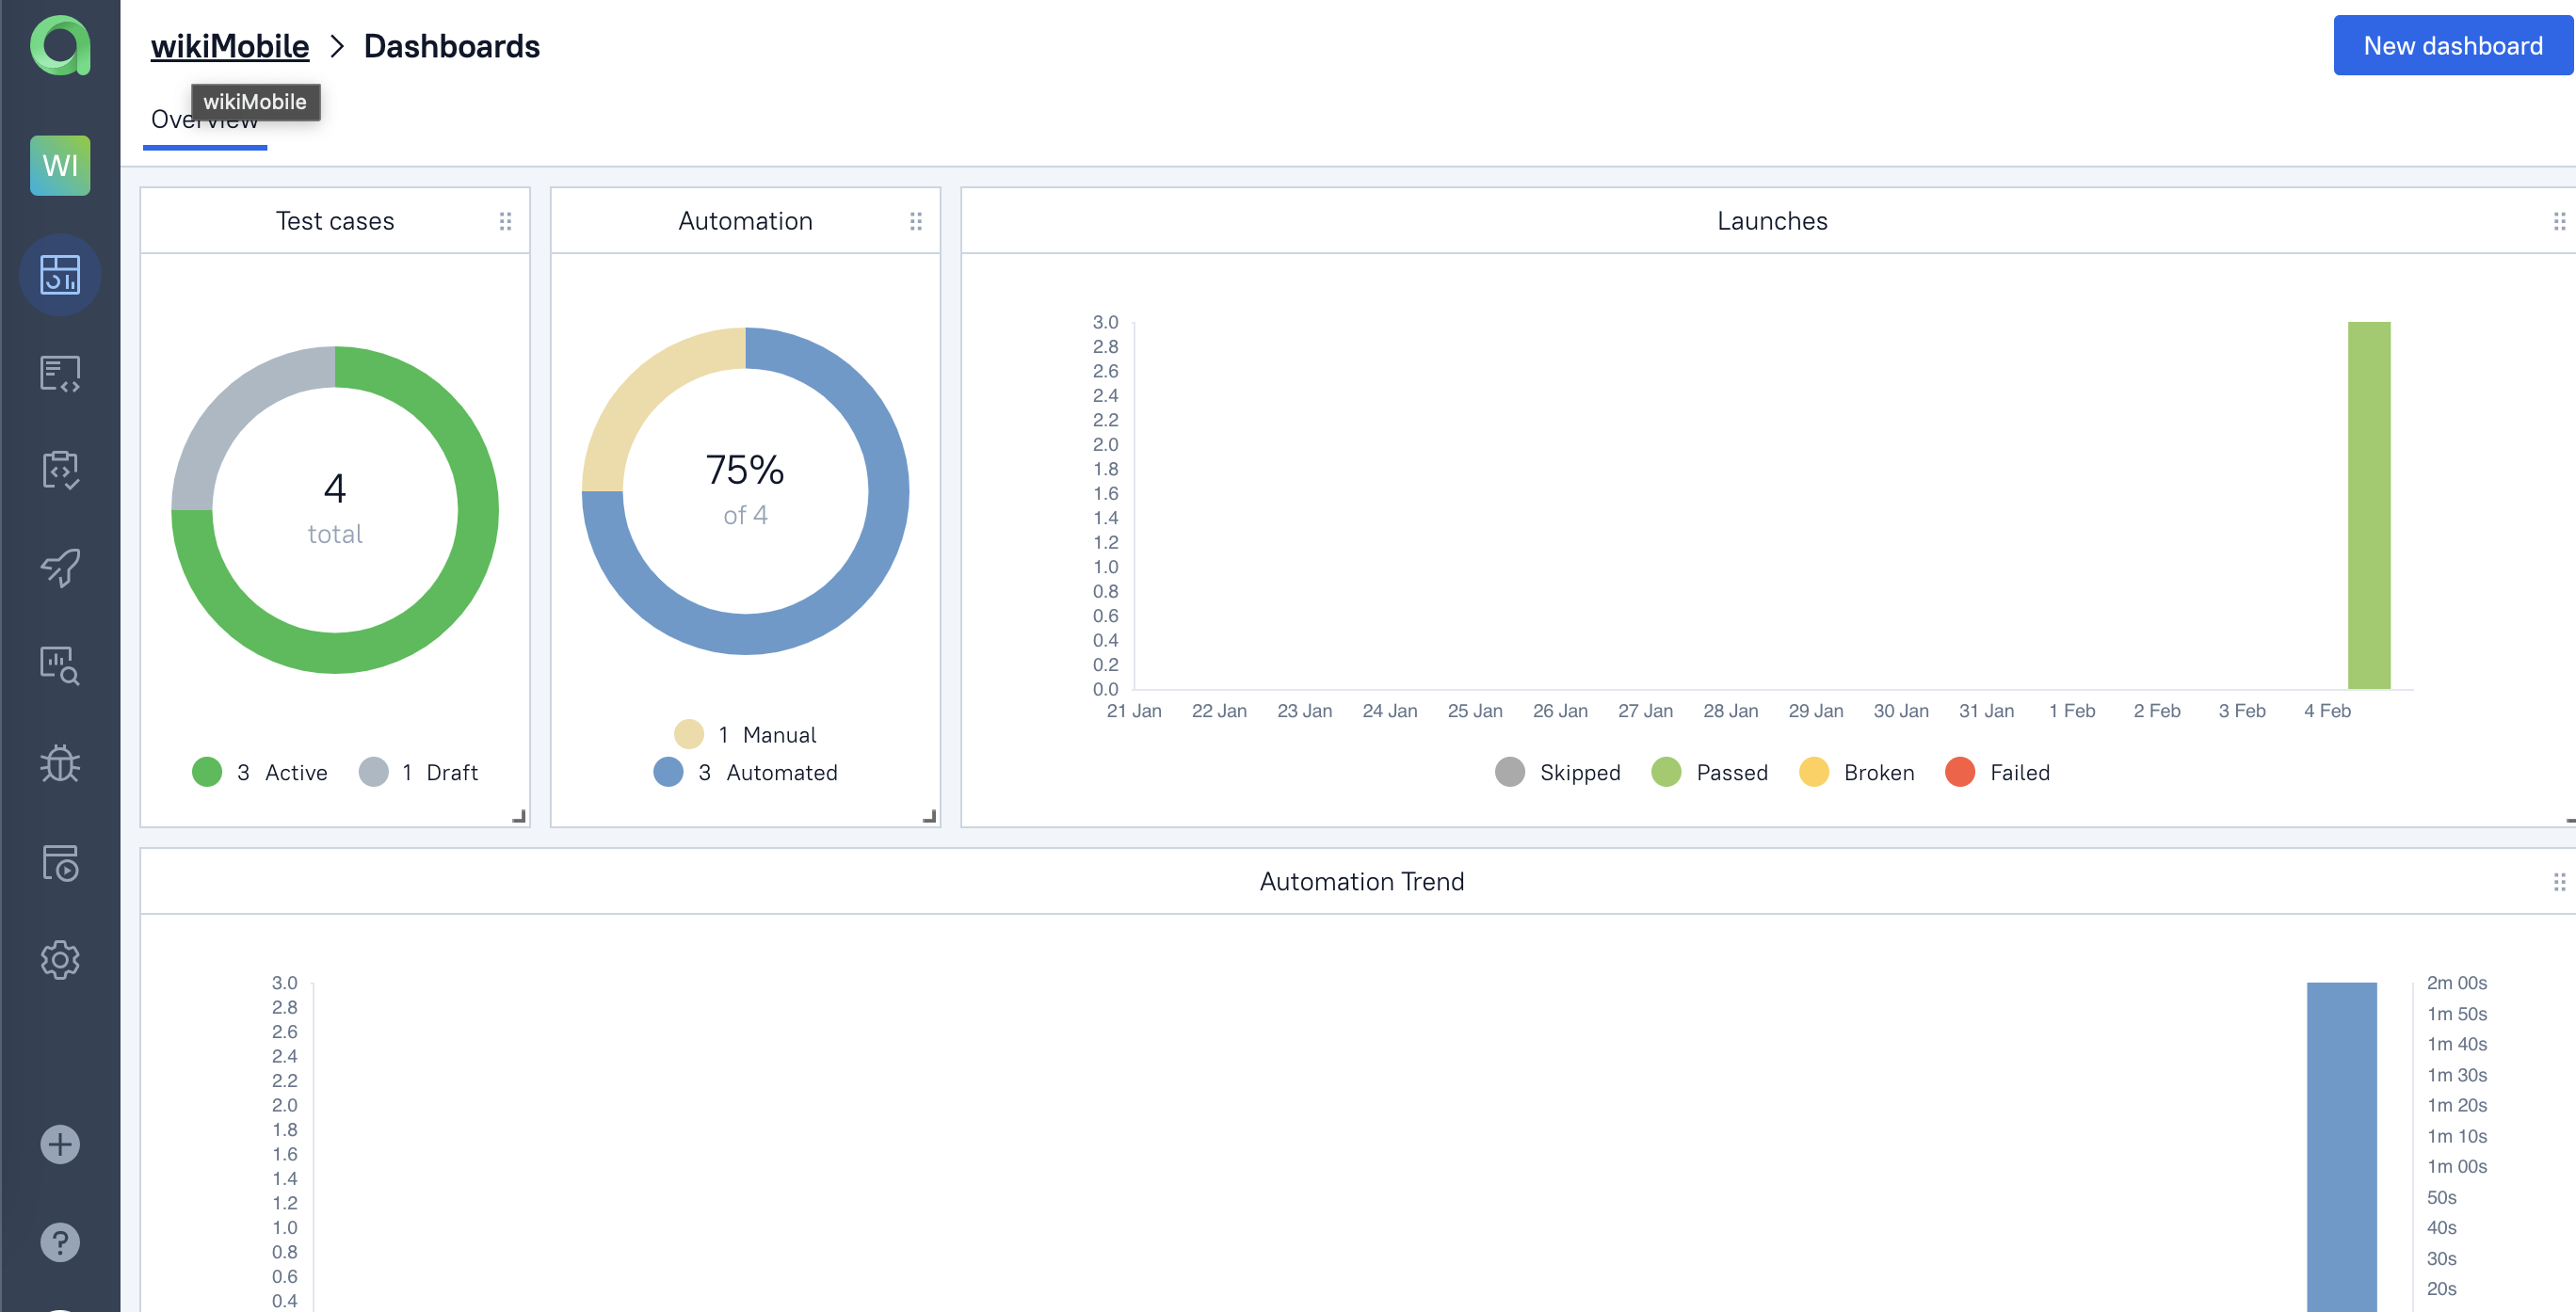 wikiMobile > Dashboards
New dashboard
wikiMobile
Overview
WI
Test cases
4
total
3 Active 1 Draft
Automation
75%
of 4
1 Manual
3 Automated
Launches
3.0
2.8
2.6
2.4
2.2
2.0
1.8
1.6
1.4
1.2
1.0
0.8
0.6
0.4
0.2
0.0
21 Jan 22 Jan 23 Jan 24 Jan 25 Jan 26 Jan 27 Jan 28 Jan 29 Jan 30 Jan 31 Jan 1 Feb 2 Feb 3 Feb 4 Feb
Skipped Passed Broken Failed
Automation Trend
3.0
2.8
2.6
2.4
2.2
2.0
1.8
1.6
1.4
1.2
1.0
0.8
0.6
0.4
2m 00s
1m 50s
1m 40s
1m 30s
1m 20s
1m 10s
1m 00s
50s
40s
30s
20s